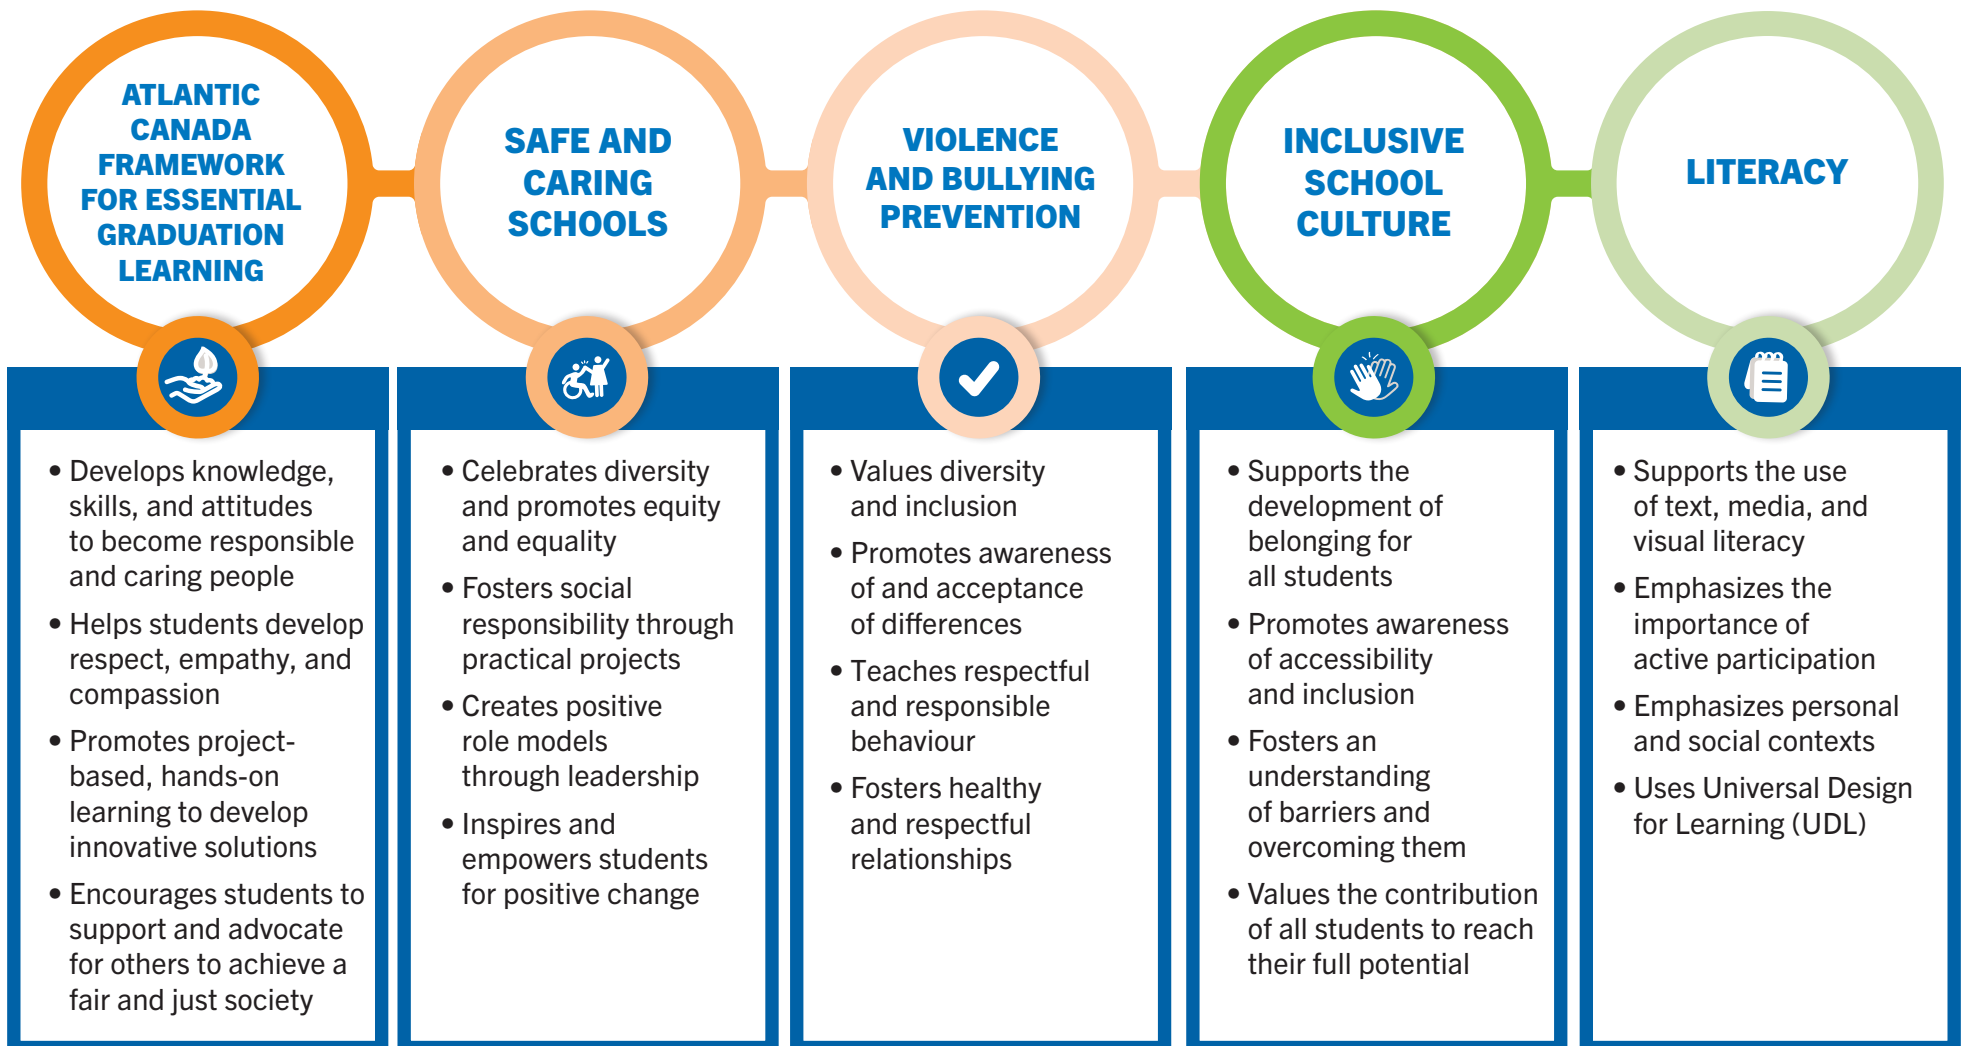 ATLANTIC
CANADA
FRAMEWORK
FOR ESSENTIAL
GRADUATION
LEARNING
• Develops knowledge,
skills, and attitudes
to become responsible
and caring people
• Helps students develop
respect, empathy, and
compassion
• Promotes project-
based, hands-on
learning to develop
innovative solutions
• Encourages students to
support and advocate
for others to achieve a
fair and just society
SAFE AND
CARING
SCHOOLS
• Celebrates diversity
and promotes equity
and equality
• Fosters social
responsibility through
practical projects
• Creates positive
role models
through leadership
• Inspires and
empowers students
for positive change
VIOLENCE
AND BULLYING
PREVENTION
• Values diversity
and inclusion
• Promotes awareness
of and acceptance
of differences
• Teaches respectful
and responsible
behaviour
• Fosters healthy
and respectful
relationships
INCLUSIVE
SCHOOL
CULTURE
• Supports the
development of
belonging for
all students
• Promotes awareness
of accessibility
and inclusion
• Fosters an
understanding
of barriers and
overcoming them
• Values the contribution
of all students to reach
their full potential
LITERACY
• Supports the use
of text, media, and
visual literacy
• Emphasizes the
importance of
active participation
• Emphasizes personal
and social contexts
• Uses Universal Design
for Learning (UDL)